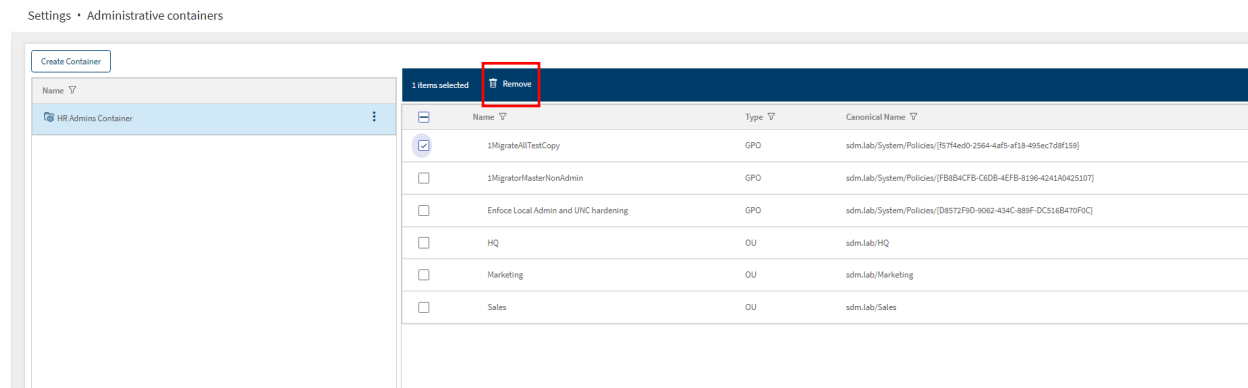 Settings • Administrative containers
Create Container
Name
HR Admins Container
1 items selected
Remove
Name Type Canonical Name
1MigrateAllTestCopy GPO sdm.lab/System/Policies/{f57f4ed0-2564-4af5-af18-495ec7d8f159}
1MigratorMasterNonAdmin GPO sdm.lab/System/Policies/{FB8B4CFB-C6DB-4EFB-8196-4241A0425107}
Enfoce Local Admin and UNC hardening GPO sdm.lab/System/Policies/{D8572F9D-9062-434C-889F-DC516B470F0C}
HQ OU sdm.lab/HQ
Marketing OU sdm.lab/Marketing
Sales OU sdm.lab/Sales